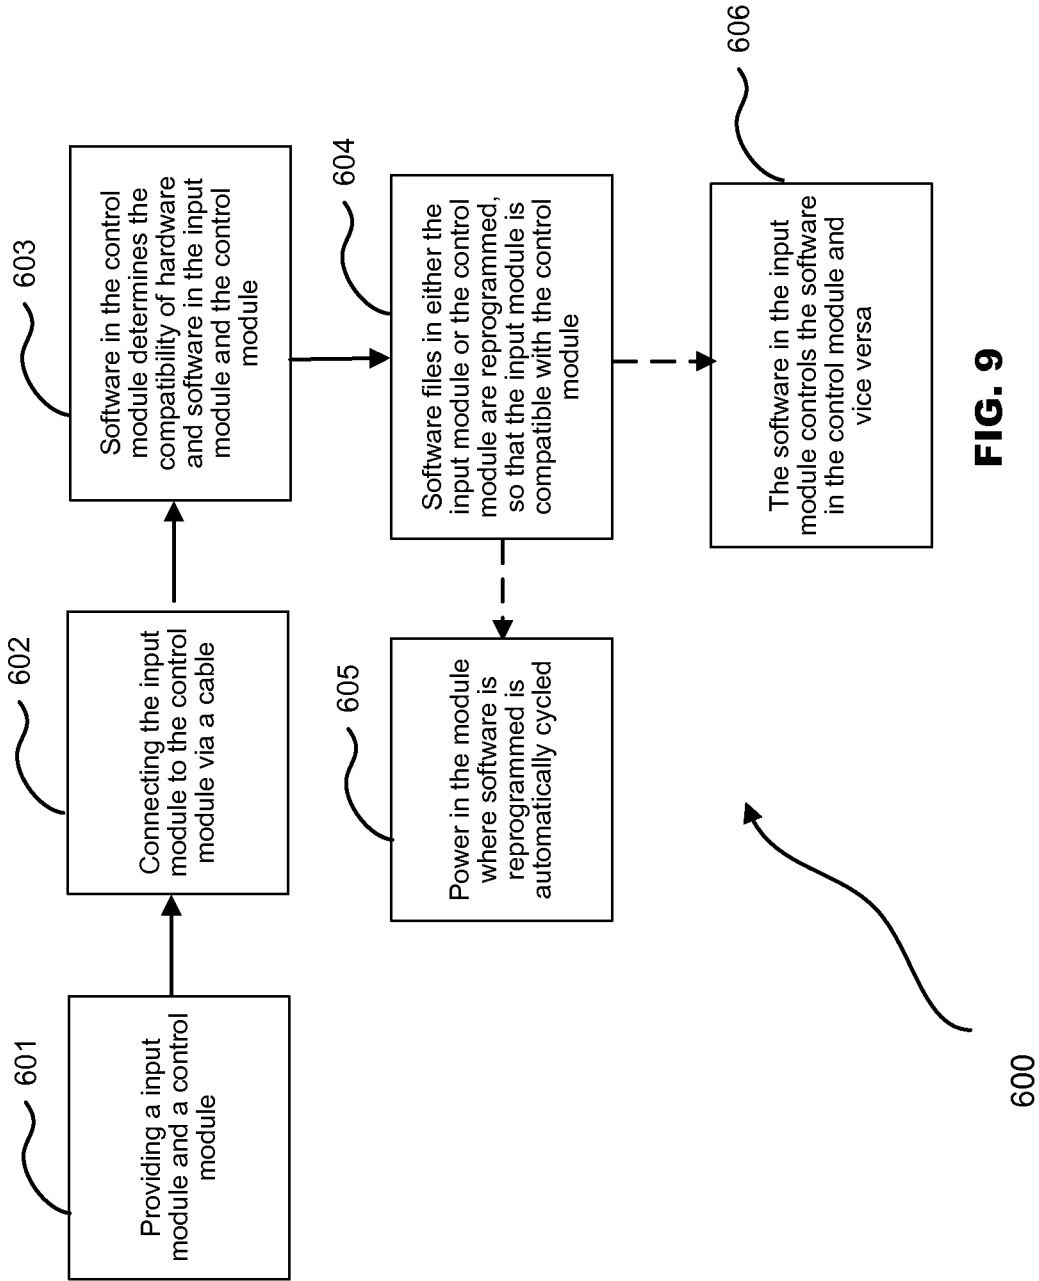 601
Providing a input
module and a control
module
602
Connecting the input
module to the control
module via a cable
603
Software in the control
module determines the
compatibility of hardware
and software in the input
module and the control
module
604
Software files in either the
input module or the control
module are reprogrammed,
so that the input module is
compatible with the control
module
605
Power in the module
where software is
reprogrammed is
automatically cycled
606
The software in the input
module controls the software
in the control module and
vice versa
600
FIG. 9